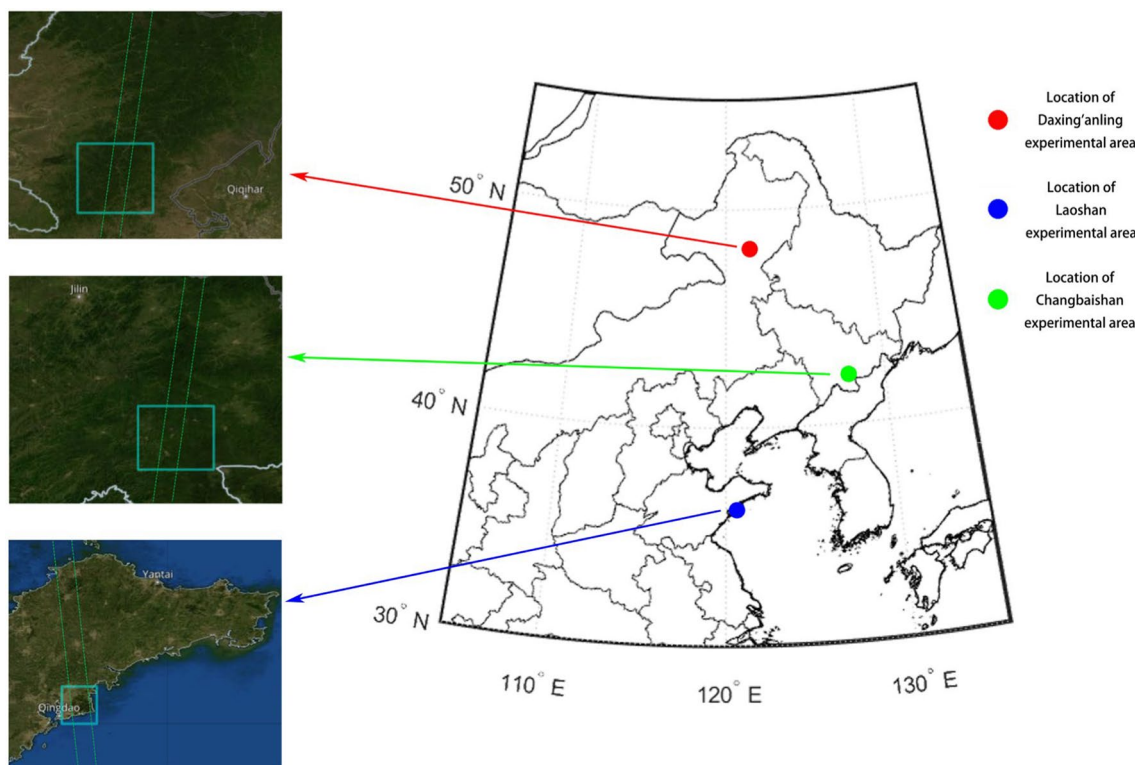 Qiqihar
Jilin
Yantai
Qingdao
50° N
40° N
30° N
110° E
120° E
130° E
Location of
Daxing'anling
experimental area
Location of
Laoshan
experimental area
Location of
Changbaishan
experimental area